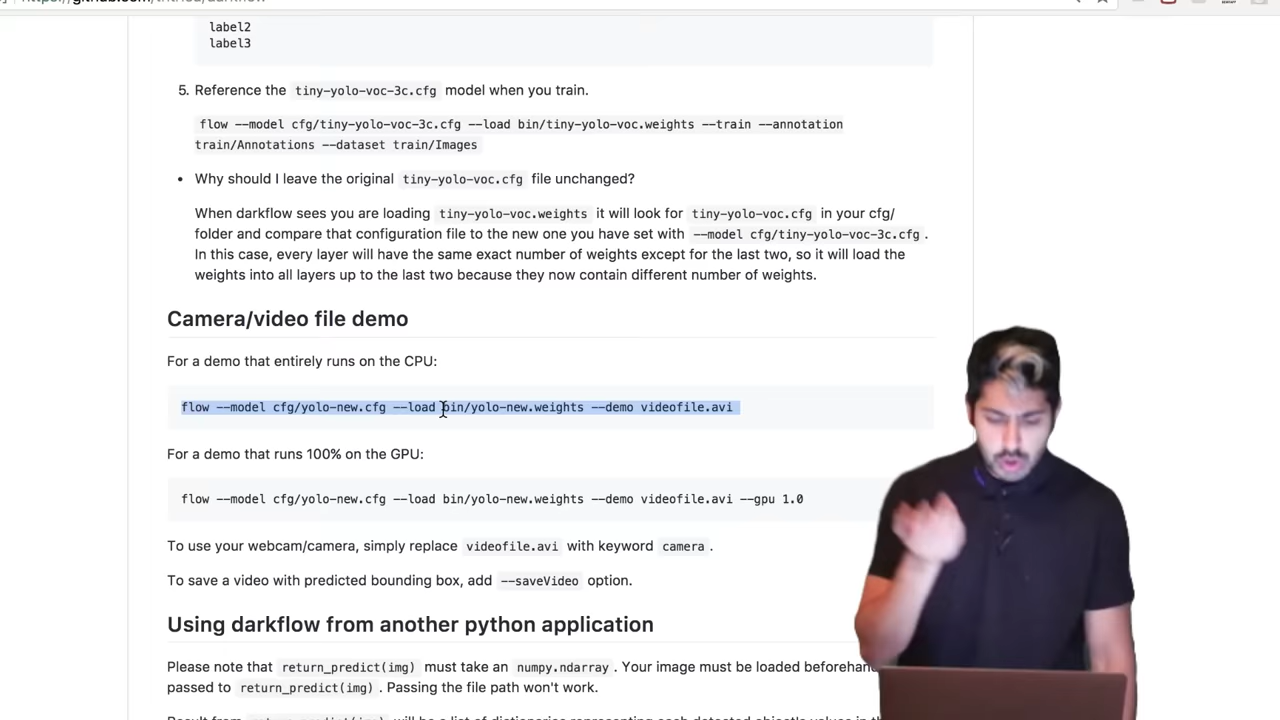 label2
label3
5. Reference the tiny-yolo-voc-3c.cfg model when you train.
flow --model cfg/tiny-yolo-voc-3c.cfg --load bin/tiny-yolo-voc.weights --train --annotation
train/Annotations --dataset train/Images
• Why should I leave the original tiny-yolo-voc.cfg file unchanged?
When darkflow sees you are loading tiny-yolo-voc.weights it will look for tiny-yolo-voc.cfg in your cfg/
folder and compare that configuration file to the new one you have set with --model cfg/tiny-yolo-voc-3c.cfg .
In this case, every layer will have the same exact number of weights except for the last two, so it will load the
weights into all layers up to the last two because they now contain different number of weights.
Camera/video file demo
For a demo that entirely runs on the CPU:
flow --model cfg/yolo-new.cfg --load bin/yolo-new.weights --demo videofile.avi
For a demo that runs 100% on the GPU:
flow --model cfg/yolo-new.cfg --load bin/yolo-new.weights --demo videofile.avi --gpu 1.0
To use your webcam/camera, simply replace videofile.avi with keyword camera .
To save a video with predicted bounding box, add --saveVideo option.
Using darkflow from another python application
Please note that return_predict(img) must take an numpy.ndarray . Your image must be loaded beforehan
passed to return_predict(img) . Passing the file path won't work.